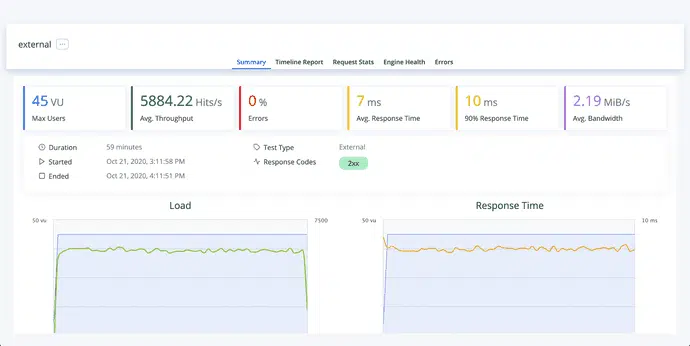 external ...
Summary Timeline Report Request Stats Engine Health Errors
45 VU 5884.22 Hits/s 0 % 7 ms 10 ms 2.19 MiB/s
Max Users Avg. Throughput Errors Avg. Response Time 90% Response Time Avg. Bandwidth
Duration 59 minutes Test Type External
Started Oct 21, 2020, 3:11:58 PM Response Codes 2xx
Ended Oct 21, 2020, 4:11:51 PM
Load Response Time
50 vu 7500 50 vu 10 ms